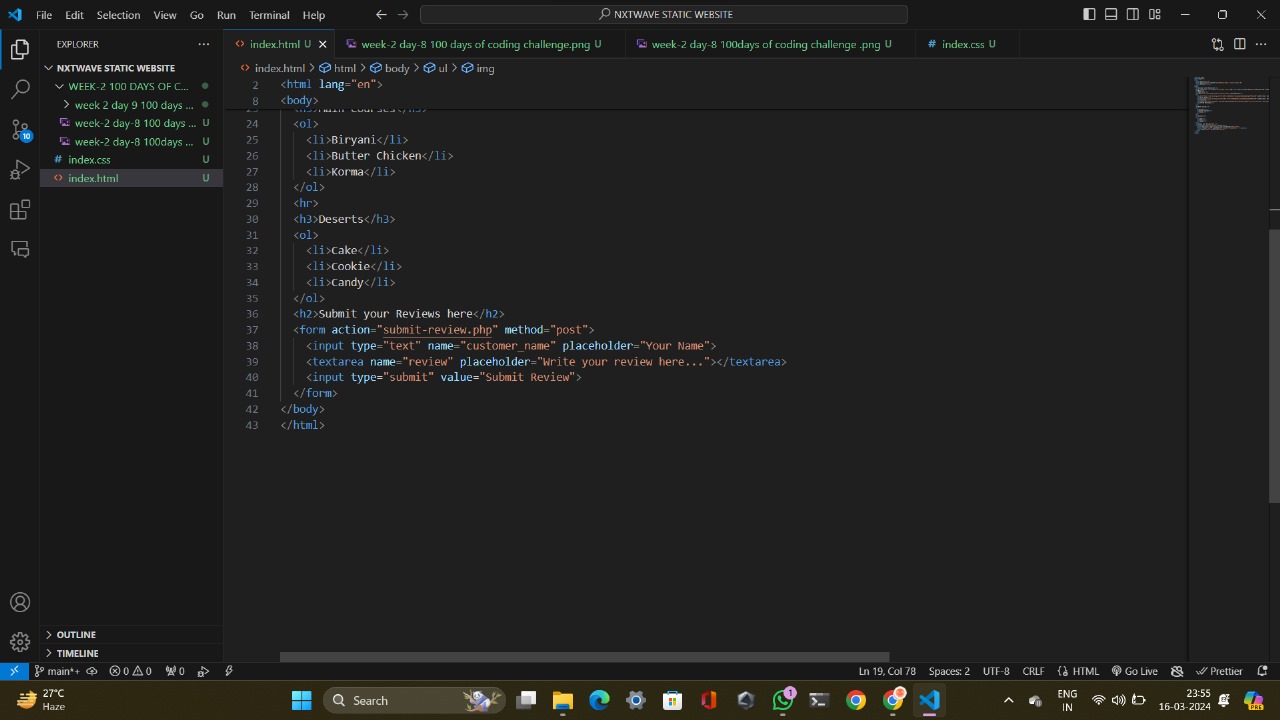 File Edit Selection View Go Run Terminal Help
NXTWAVE STATIC WEBSITE
EXPLORER
index.html U
week-2 day-8 100 days of coding challenge.png U
week-2 day-8 100days of coding challenge .png U
# index.css U
NXTWAVE STATIC WEBSITE
WEEK-2 100 DAYS OF C...
week 2 day 9 100 days ...
week-2 day-8 100 days ... U
week-2 day-8 100days ... U
# index.css U
<> index.html U
OUTLINE
TIMELINE
<> index.html > html > body > ul > img
2 <html lang="en">
8 <body>
24 <ol>
25 <li>Biryani</li>
26 <li>Butter Chicken</li>
27 <li>Korma</li>
28 </ol>
29 <hr>
30 <h3>Deserts</h3>
31 <ol>
32 <li>Cake</li>
33 <li>Cookie</li>
34 <li>Candy</li>
35 </ol>
36 <h2>Submit your Reviews here</h2>
37 <form action="submit-review.php" method="post">
38 <input type="text" name="customer_name" placeholder="Your Name">
39 <textarea name="review" placeholder="Write your review here..."></textarea>
40 <input type="submit" value="Submit Review">
41 </form>
42 </body>
43 </html>
10
main*+ 0 0 0 Ln 19, Col 78 Spaces: 2 UTF-8 CRLF {} HTML Go Live Prettier
27°C
Haze
Search
1
ENG
IN
23:55
16-03-2024
PRE